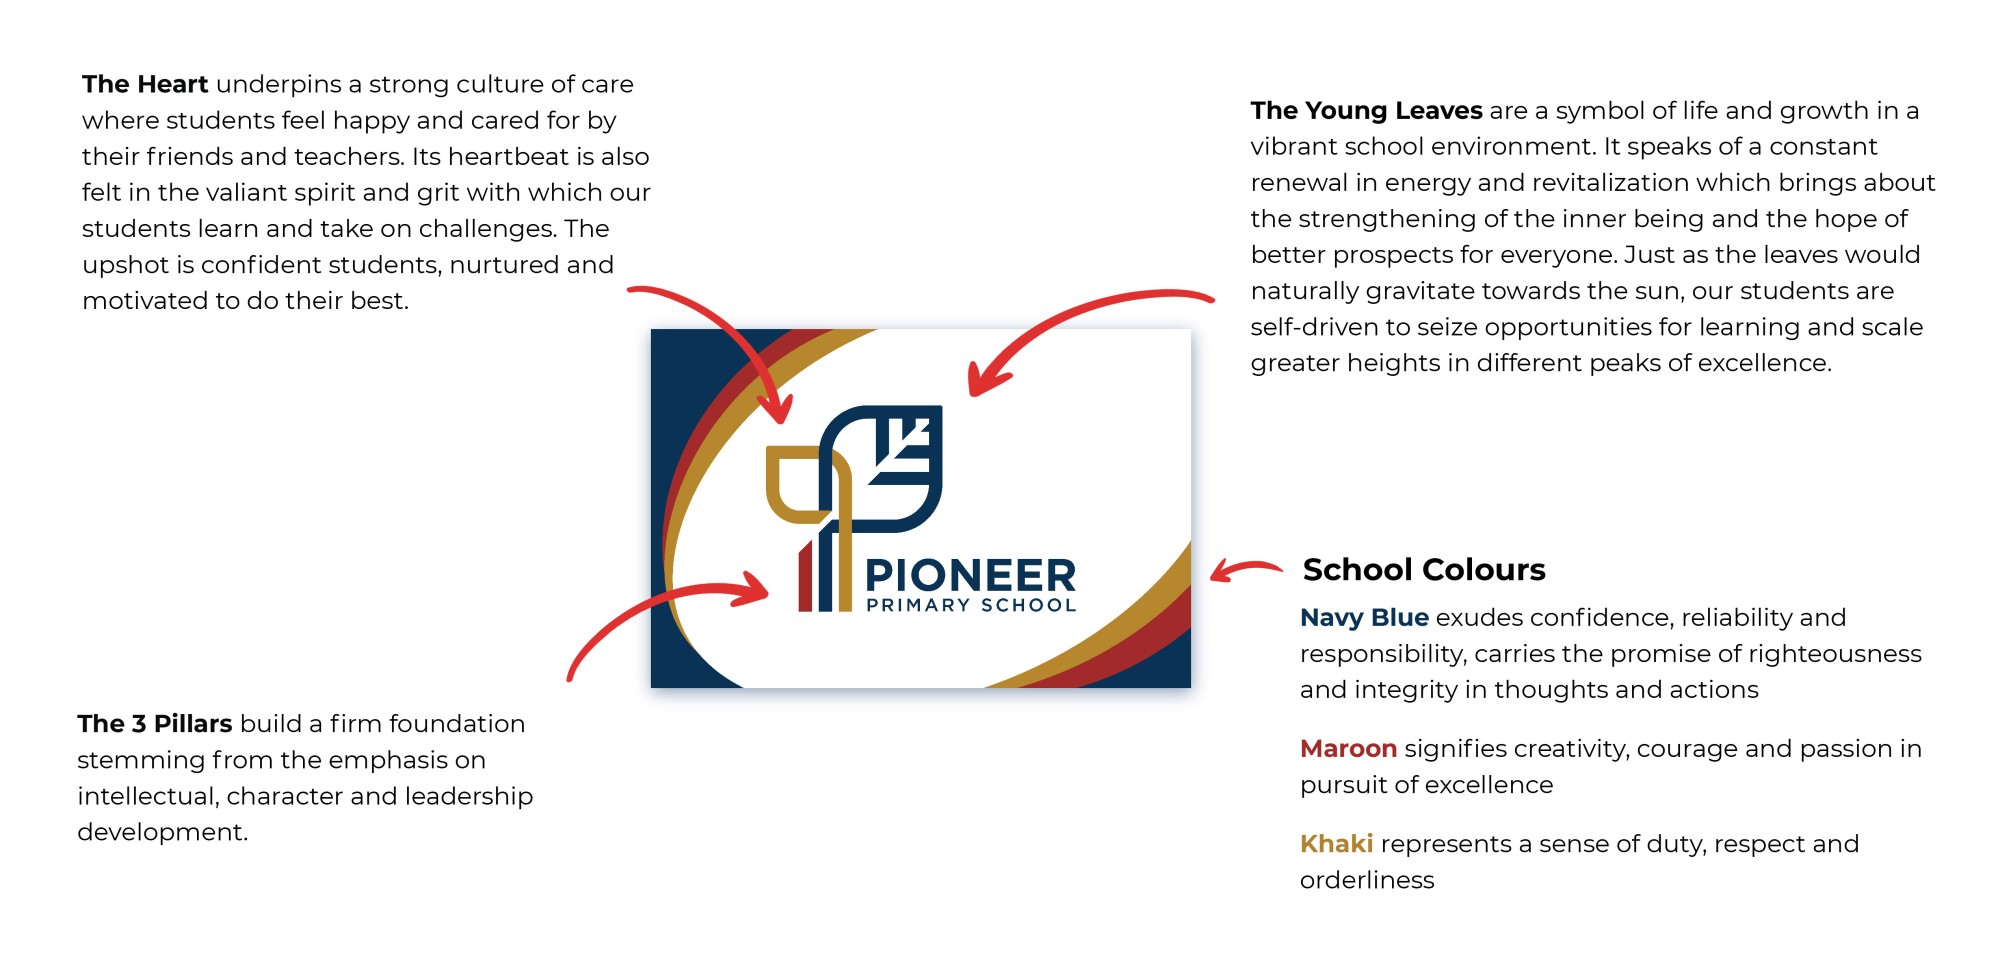 The Heart underpins a strong culture of care
where students feel happy and cared for by
their friends and teachers. Its heartbeat is also
felt in the valiant spirit and grit with which our
students learn and take on challenges. The
upshot is confident students, nurtured and
motivated to do their best.
The Young Leaves are a symbol of life and growth in a
vibrant school environment. It speaks of a constant
renewal in energy and revitalization which brings about
the strengthening of the inner being and the hope of
better prospects for everyone. Just as the leaves would
naturally gravitate towards the sun, our students are
self-driven to seize opportunities for learning and scale
greater heights in different peaks of excellence.
PIONEER
PRIMARY SCHOOL
The 3 Pillars build a firm foundation
stemming from the emphasis on
intellectual, character and leadership
development.
School Colours
Navy Blue exudes confidence, reliability and
responsibility, carries the promise of righteousness
and integrity in thoughts and actions
Maroon signifies creativity, courage and passion in
pursuit of excellence
Khaki represents a sense of duty, respect and
orderliness